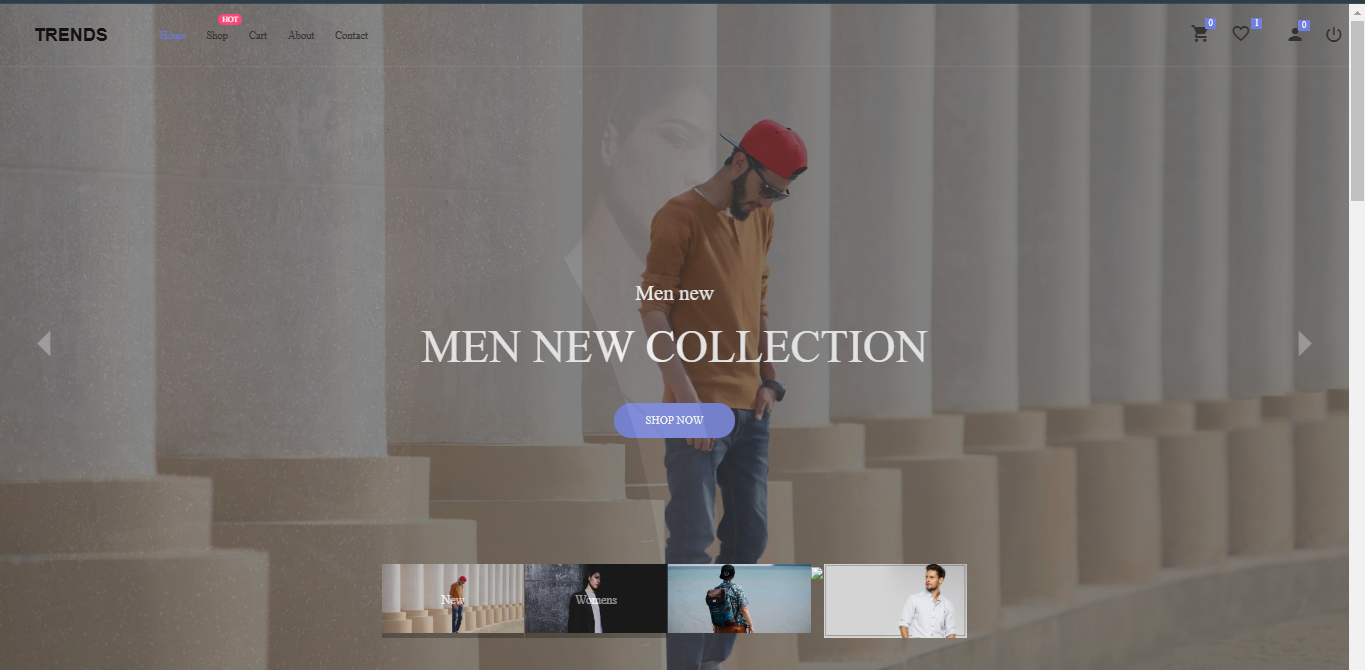 HOT
TRENDS Home Shop Cart About Contact 0 1 0
Men new
MEN NEW COLLECTION
SHOP NOW
New Womens